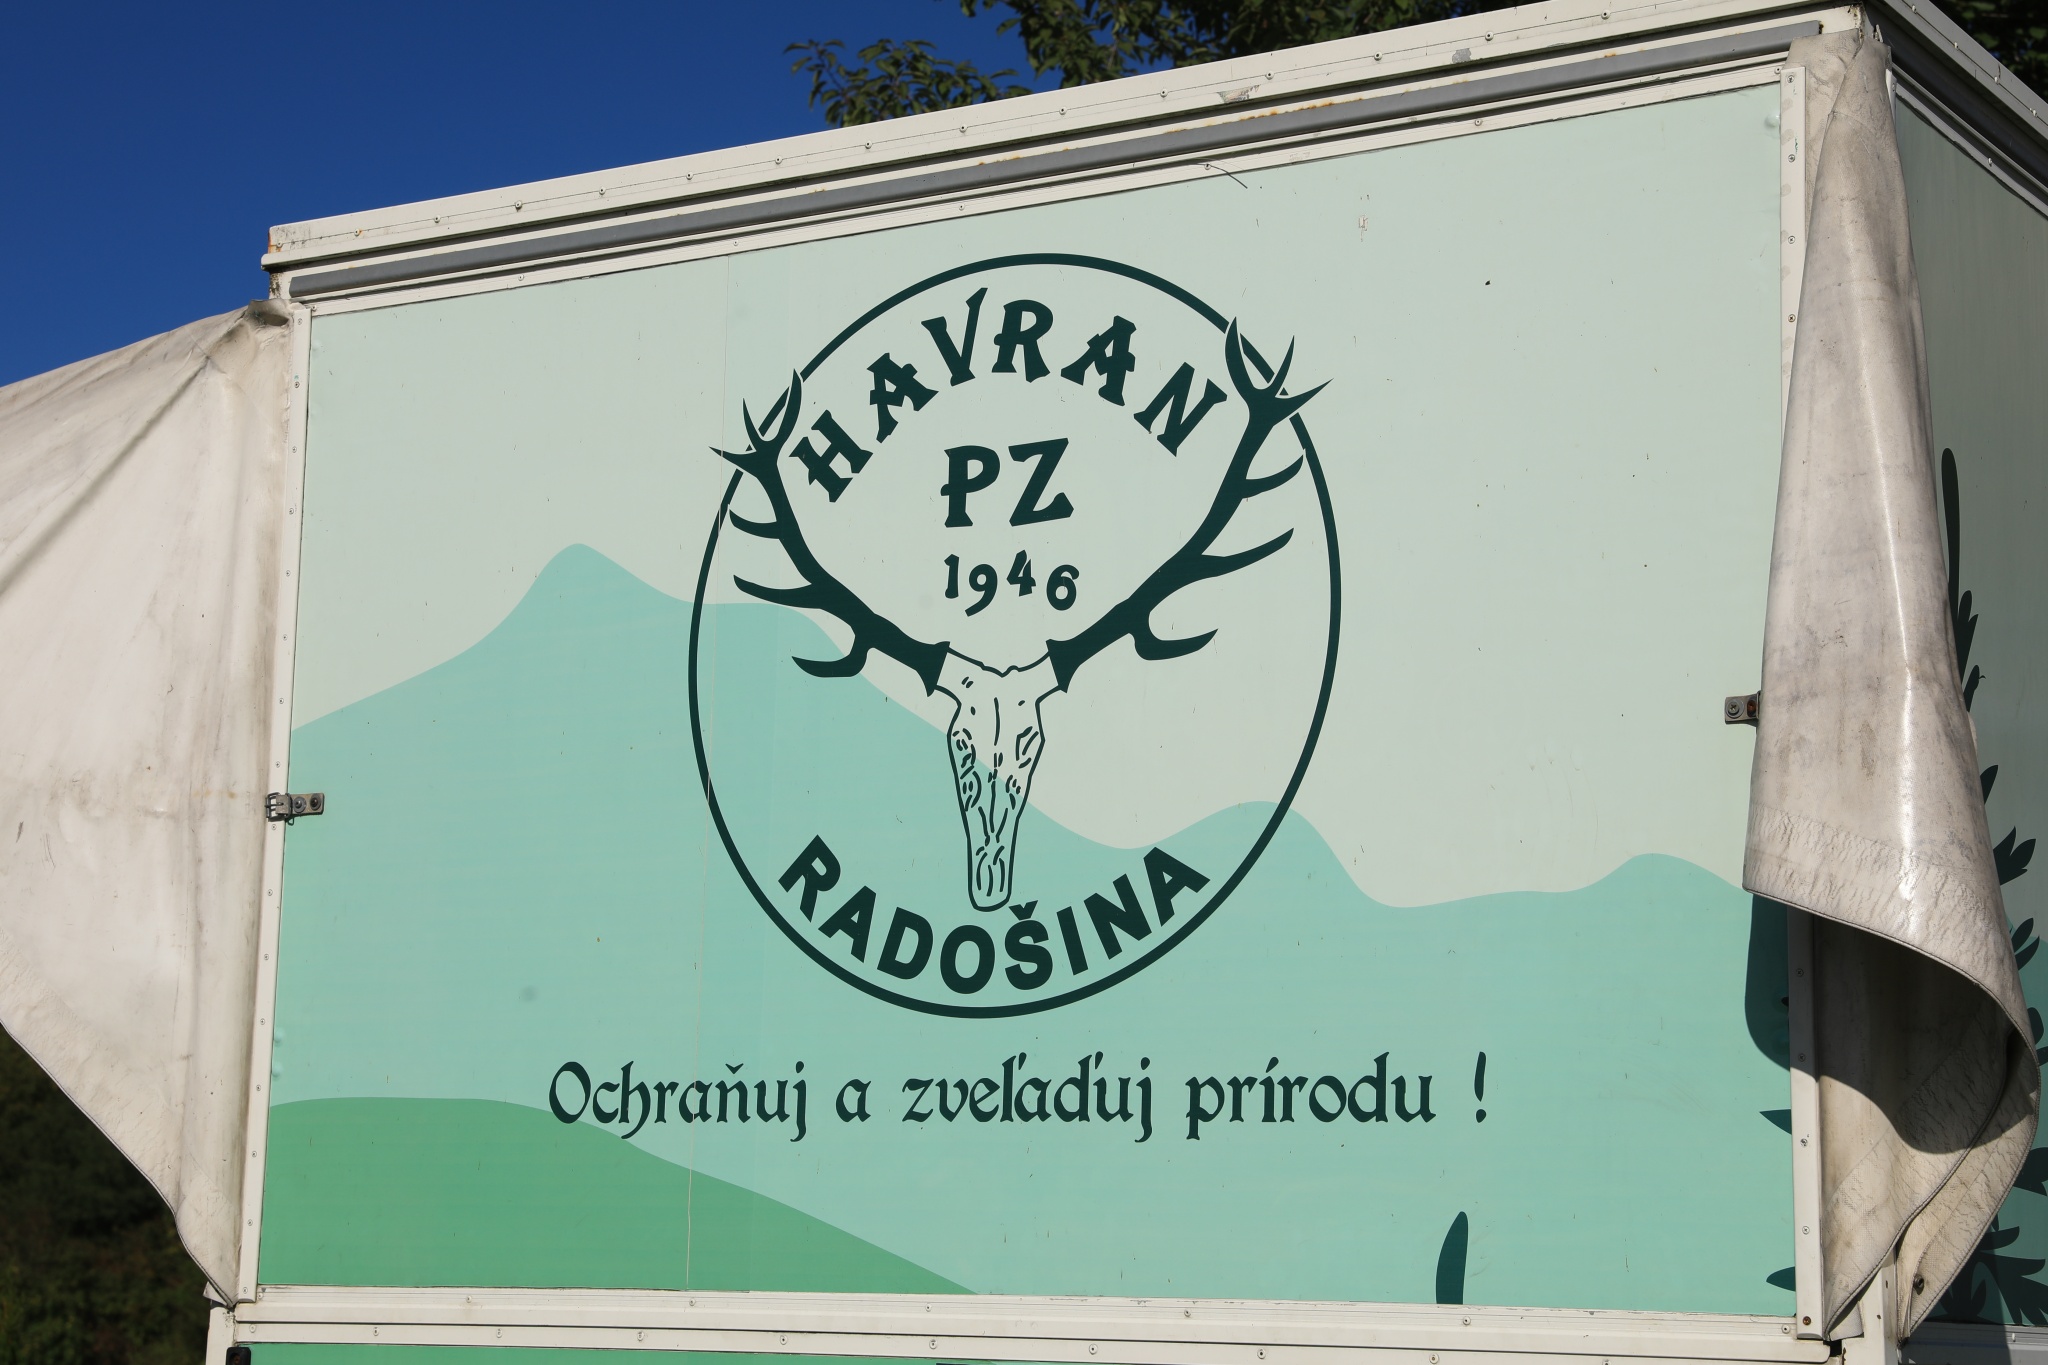 HAVRAN
PZ
1946
RADOŠINA
Ochraňuj a zveľaďuj prírodu !